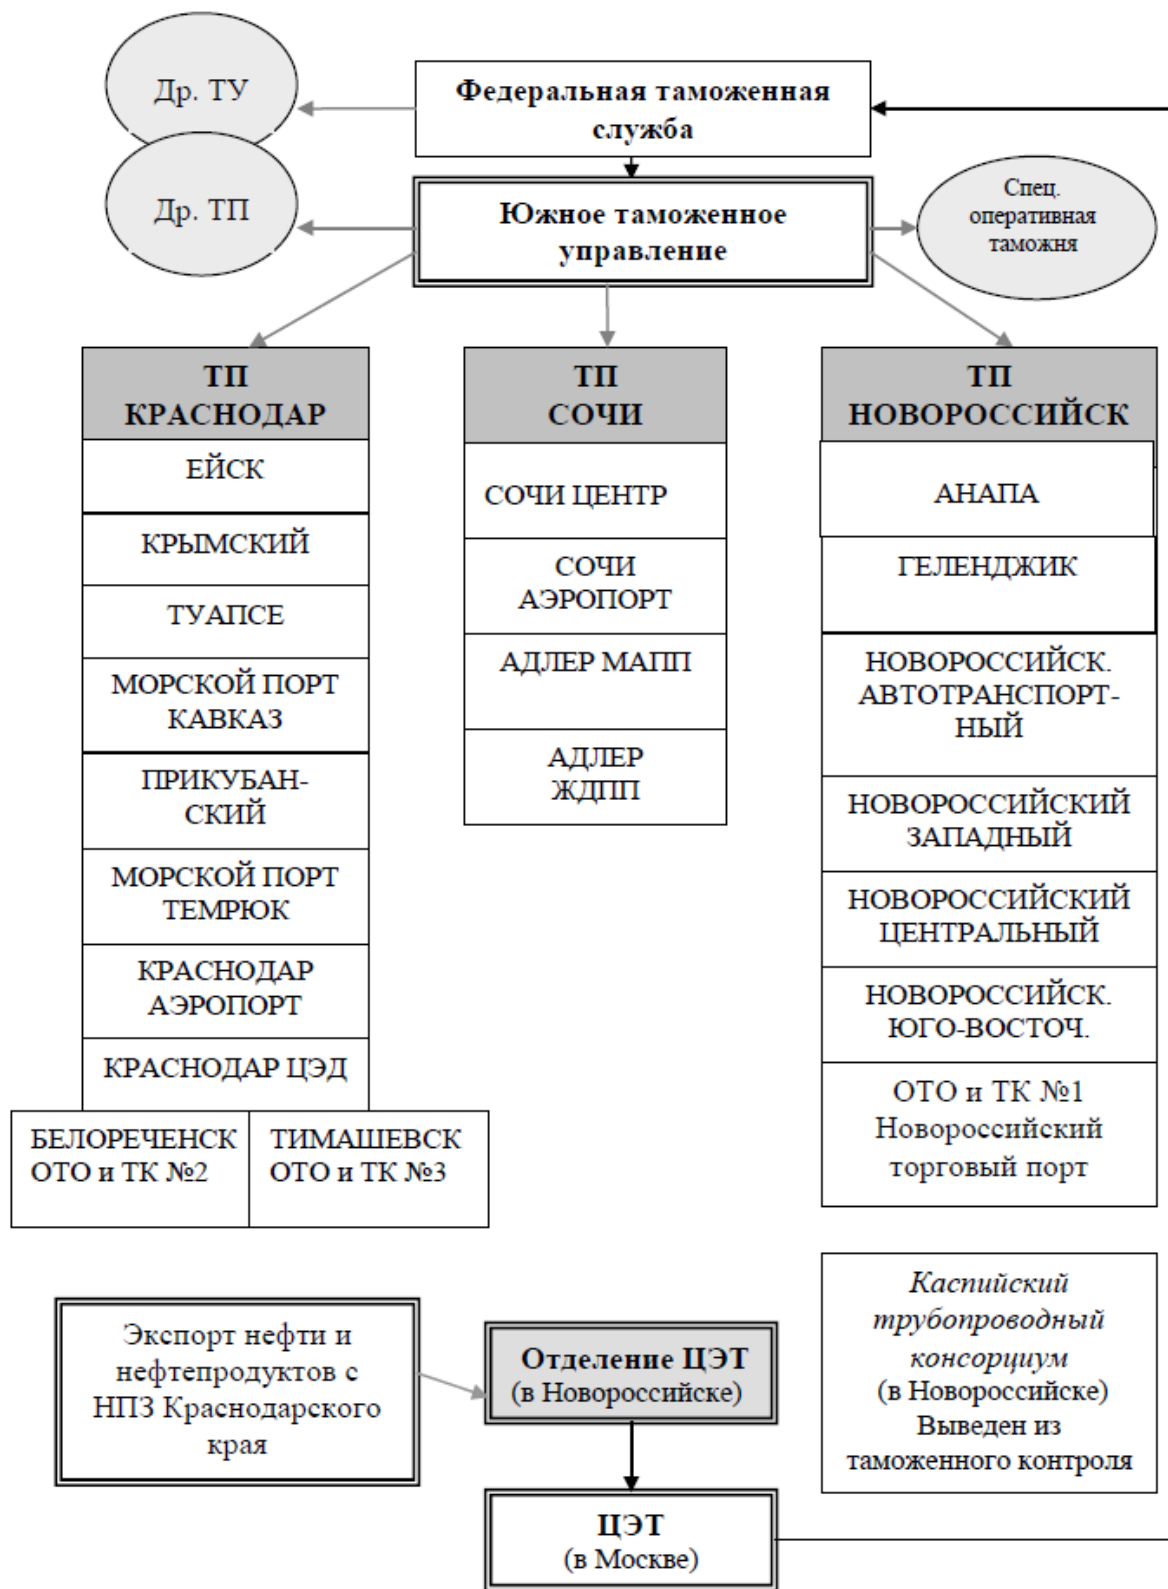 Др. ТУ
Федеральная таможенная
служба
Др. ТП
Южное таможенное
управление
Спец.
оперативная
таможня
ТП
КРАСНОДАР
ЕЙСК
КРЫМСКИЙ
ТУАПСЕ
МОРСКОЙ ПОРТ
КАВКАЗ
ПРИКУБАН-
СКИЙ
МОРСКОЙ ПОРТ
ТЕМРЮК
КРАСНОДАР
АЭРОПОРТ
КРАСНОДАР ЦЭД
БЕЛОРЕЧЕНСК
ОТО и ТК №2
ТИМАШЕВСК
ОТО и ТК №3
ТП
СОЧИ
СОЧИ ЦЕНТР
СОЧИ
АЭРОПОРТ
АДЛЕР МАПП
АДЛЕР
ЖДПП
ТП
НОВОРОССИЙСК
АНАПА
ГЕЛЕНДЖИК
НОВОРОССИЙСК.
АВТОТРАНСПОРТ-
НЫЙ
НОВОРОССИЙСКИЙ
ЗАПАДНЫЙ
НОВОРОССИЙСКИЙ
ЦЕНТРАЛЬНЫЙ
НОВОРОССИЙСК.
ЮГО-ВОСТОЧ.
ОТО и ТК №1
Новороссийский
торговый порт
Экспорт нефти и
нефтепродуктов с
НПЗ Краснодарского
края
Отделение ЦЭТ
(в Новороссийске)
ЦЭТ
(в Москве)
Каспийский
трубопроводный
консорциум
(в Новороссийске)
Выведен из
таможенного контроля